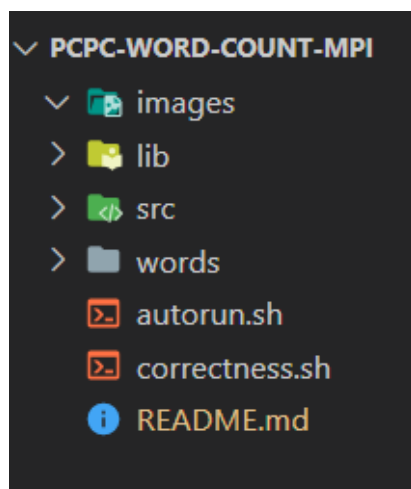 PCPC-WORD-COUNT-MPI
images
lib
src
words
autorun.sh
correctness.sh
README.md